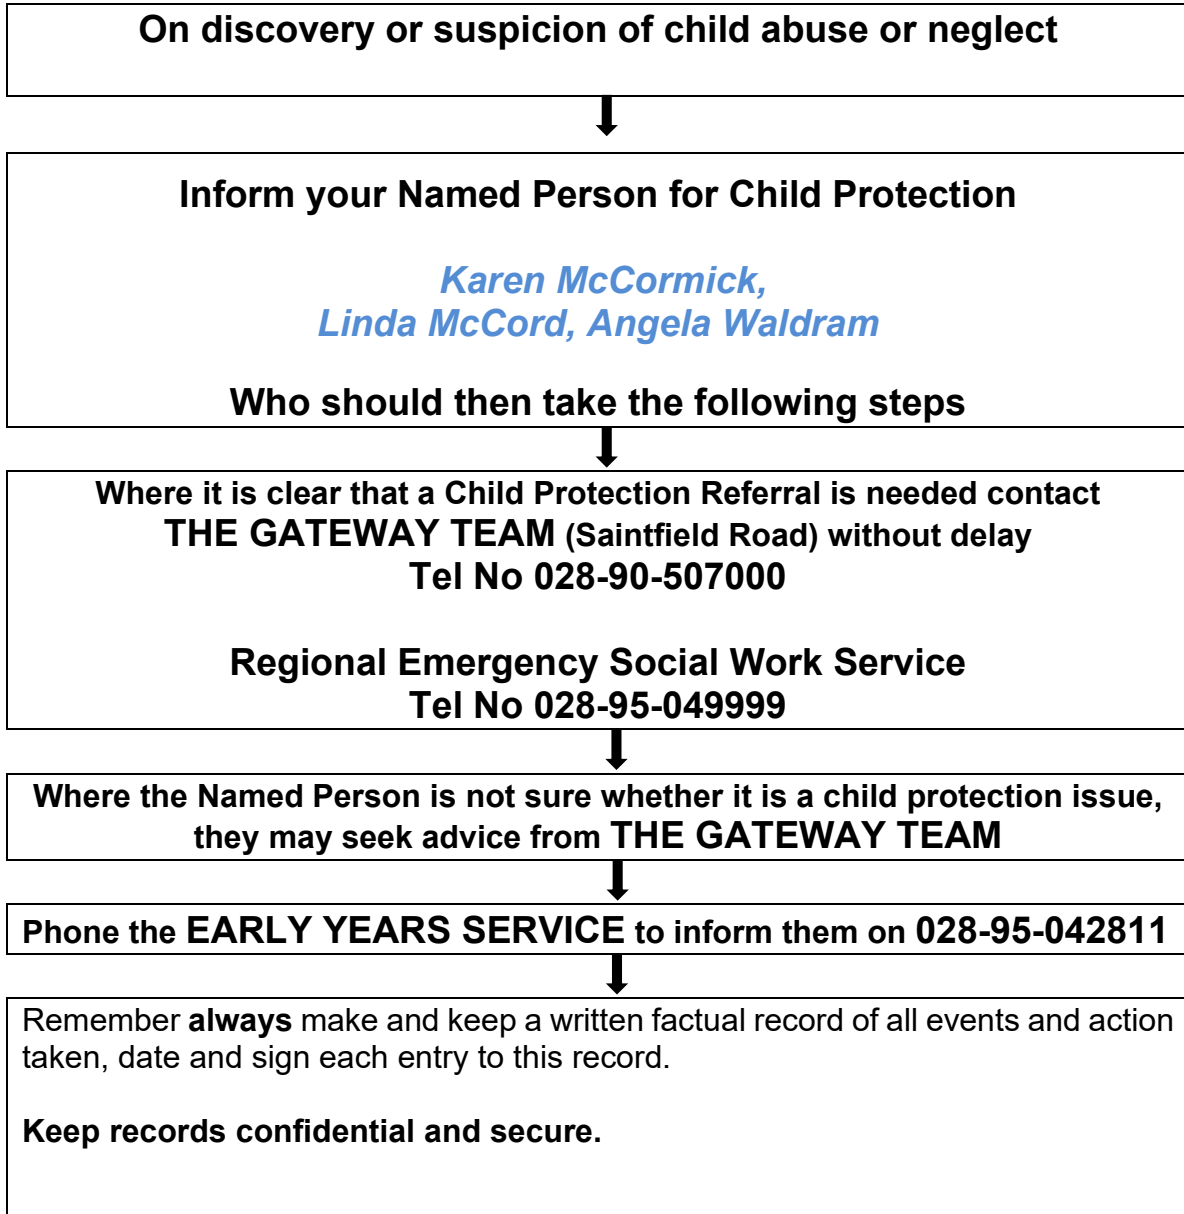 On discovery or suspicion of child abuse or neglect
Inform your Named Person for Child Protection
Karen McCormick,
Linda McCord, Angela Waldram
Who should then take the following steps
Where it is clear that a Child Protection Referral is needed contact
THE GATEWAY TEAM (Saintfield Road) without delay
Tel No 028-90-507000
Regional Emergency Social Work Service
Tel No 028-95-049999
Where the Named Person is not sure whether it is a child protection issue,
they may seek advice from THE GATEWAY TEAM
Phone the EARLY YEARS SERVICE to inform them on 028-95-042811
Remember always make and keep a written factual record of all events and action
taken, date and sign each entry to this record.
Keep records confidential and secure.